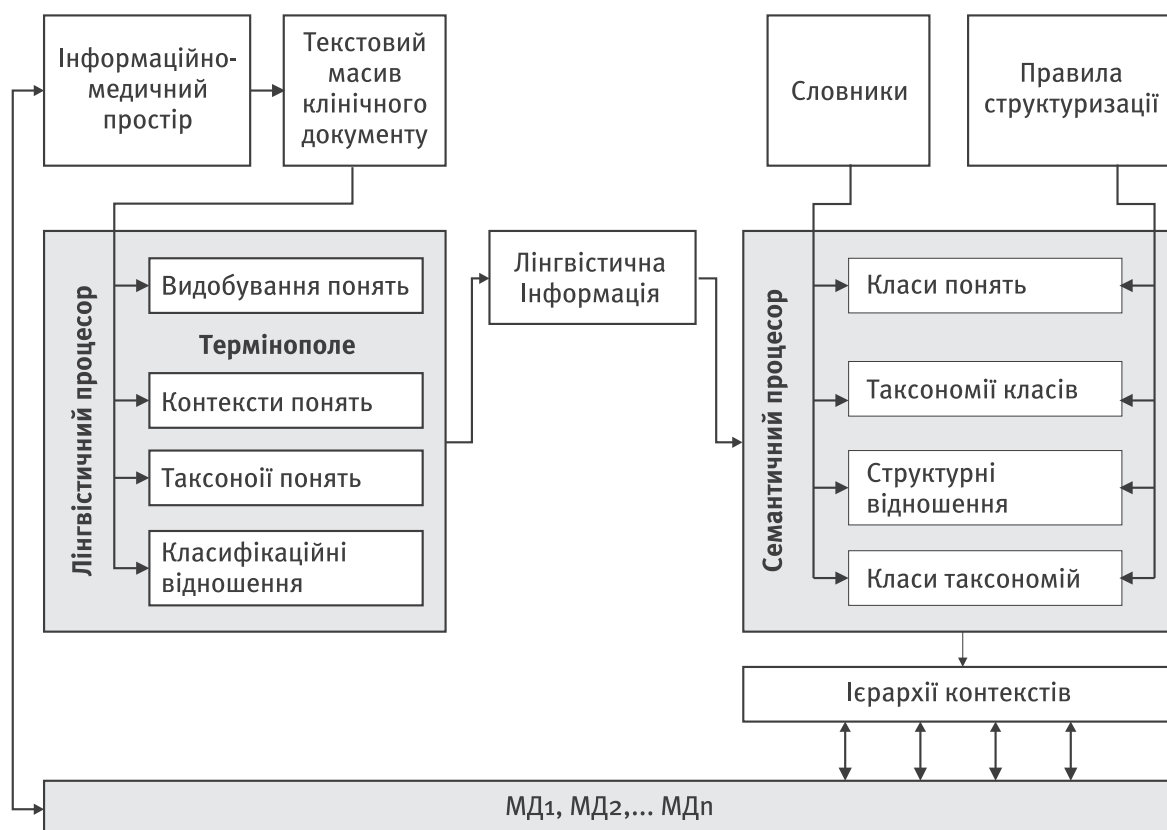 Інформаційно-
медичний
простір
Текстовий
масив
клінічного
документу
Словники
Правила
структуризації
Лінгвістичний процесор
Видобування понять
Термінополе
Контексти понять
Таксоноії понять
Класифікаційні
відношення
Лінгвістична
Інформація
Семантичний процесор
Класи понять
Таксономії класів
Структурні
відношення
Класи таксономій
Ієрархії контекстів
МД1, МД2,... МДn